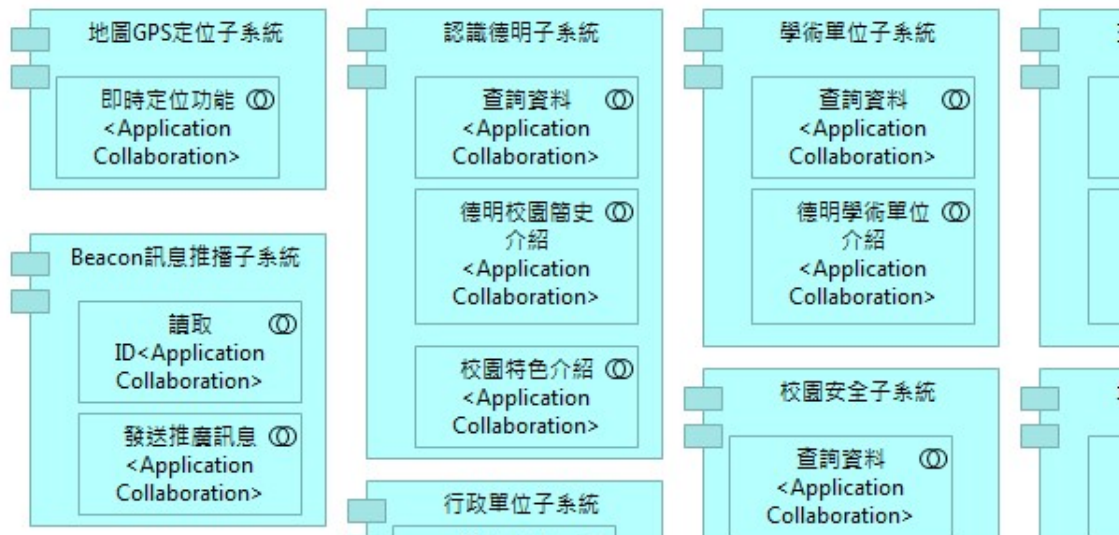 地圖GPS定位子系統
即時定位功能
<Application
Collaboration>
Beacon訊息推播子系統
讀取
ID<Application
Collaboration>
發送推廣訊息
<Application
Collaboration>
認識德明子系統
查詢資料
<Application
Collaboration>
德明校園簡史
介紹
<Application
Collaboration>
校園特色介紹
<Application
Collaboration>
行政單位子系統
學術單位子系統
查詢資料
<Application
Collaboration>
德明學術單位
介紹
<Application
Collaboration>
校園安全子系統
查詢資料
<Application
Collaboration>